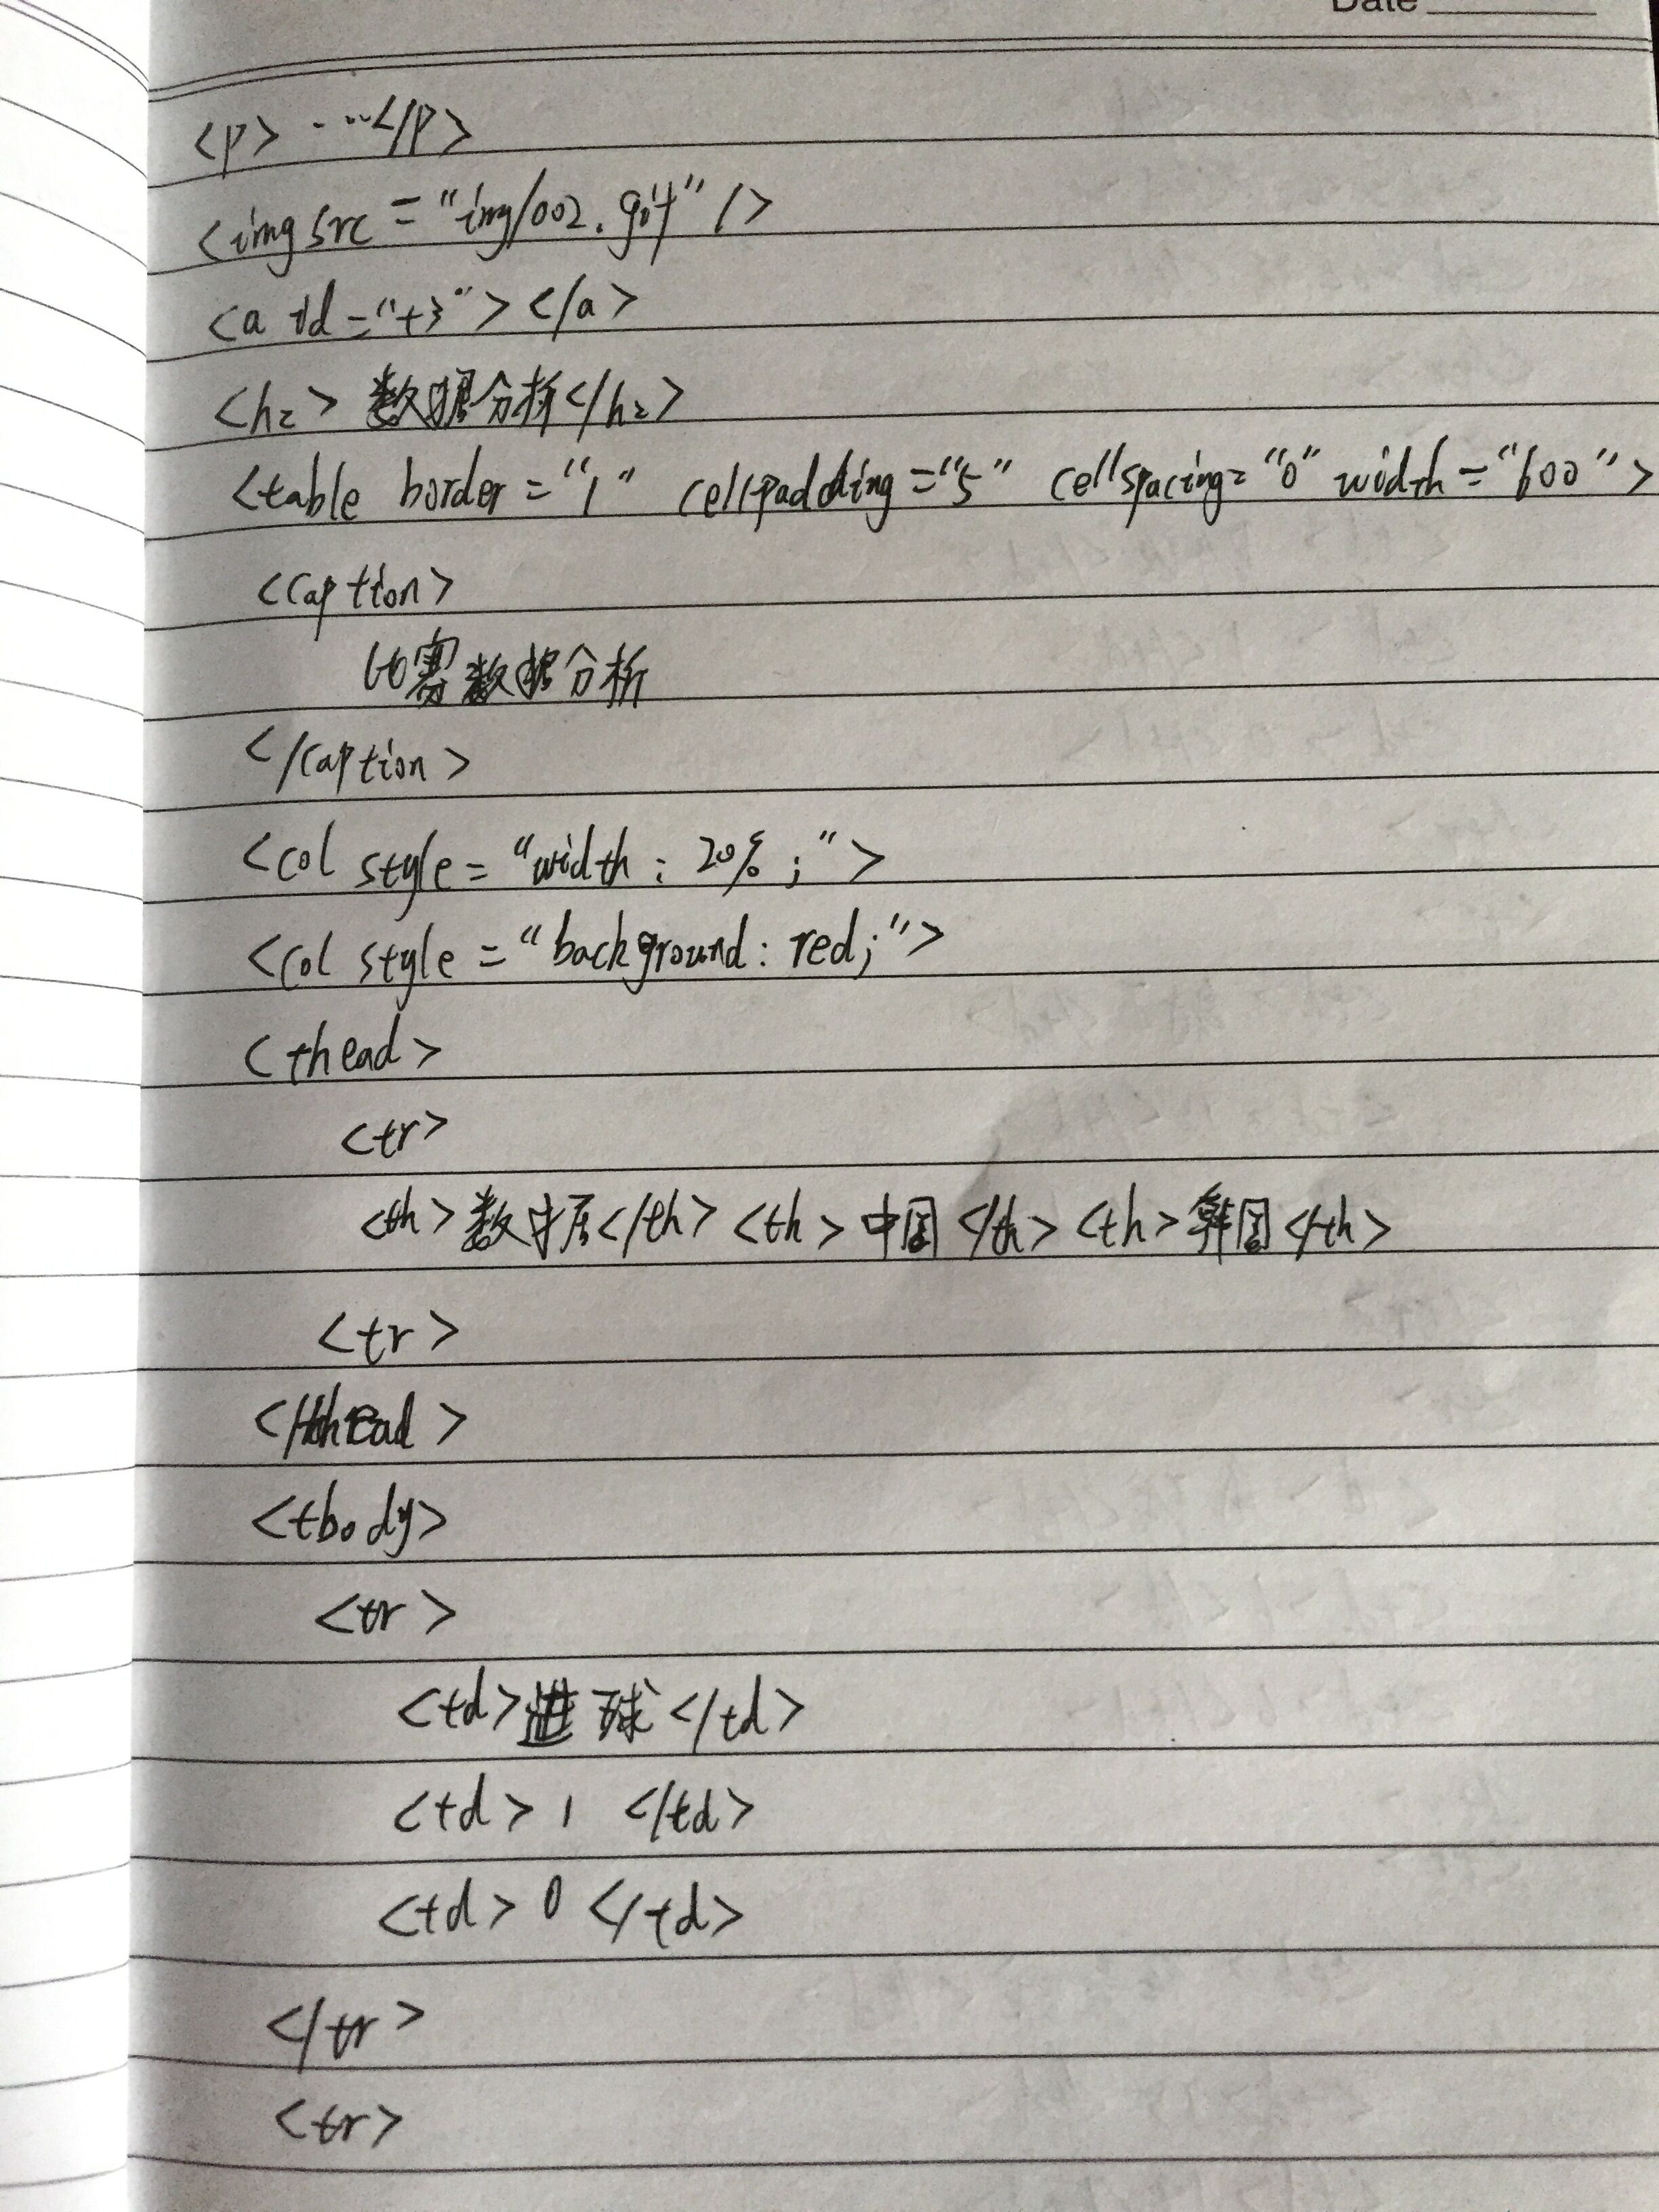 Date
<p> ·····</p>
<img src="img/002.gif" />
<a id="t3"></a>
<h2> 数据分析</h2>
<table border="1" cellpadding="5" cellspacing="0" width="600">
<caption>
比赛数据分析
</caption>
<col style="width: 20%;">
<col style="background: red;">
<thead>
<tr>
<th>数据</th> <th>中国</th> <th>韩国</th>
<tr>
</thead>
<tbody>
<tr>
<td>进球</td>
<td>1 </td>
<td>0 </td>
</tr>
<tr>